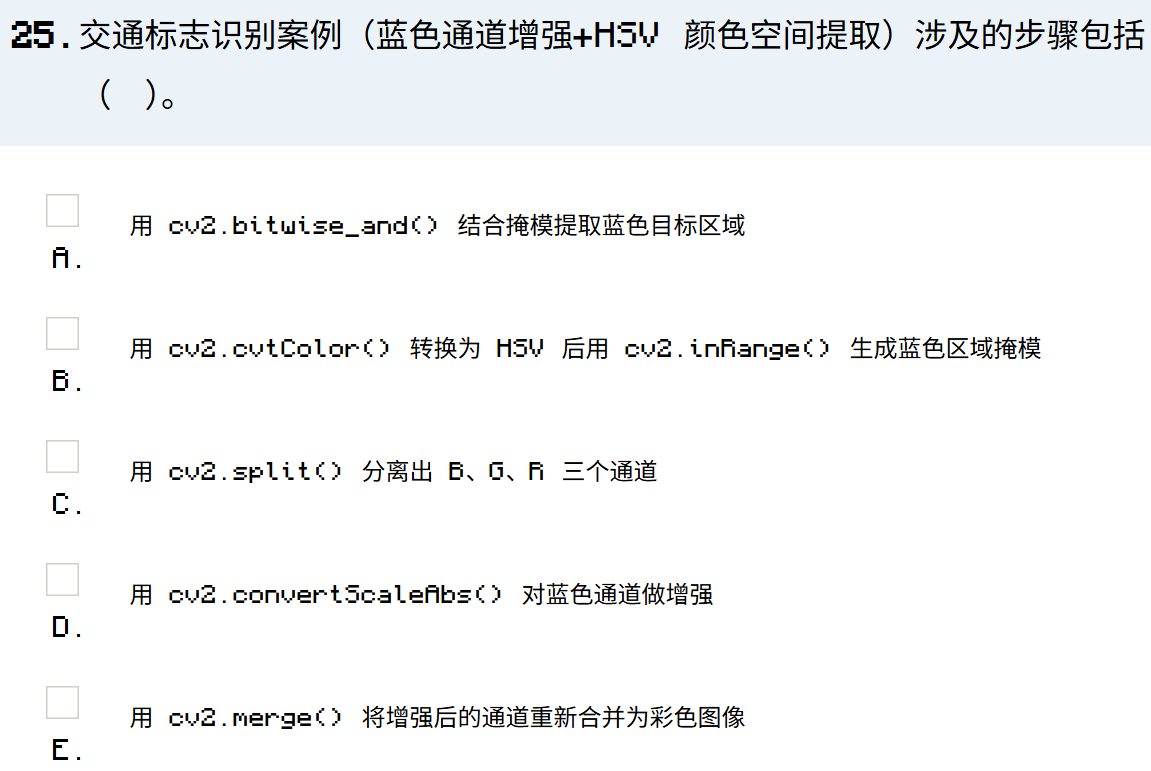 25.交通标志识别案例（蓝色通道增强+HSV 颜色空间提取）涉及的步骤包括
（ ）。
用 cv2.bitwise_and() 结合掩模提取蓝色目标区域
A.
用 cv2.cvtColor() 转换为 HSV 后用 cv2.inRange() 生成蓝色区域掩模
B.
用 cv2.split() 分离出 B、G、R 三个通道
C.
用 cv2.convertScaleAbs() 对蓝色通道做增强
D.
用 cv2.merge() 将增强后的通道重新合并为彩色图像
E.